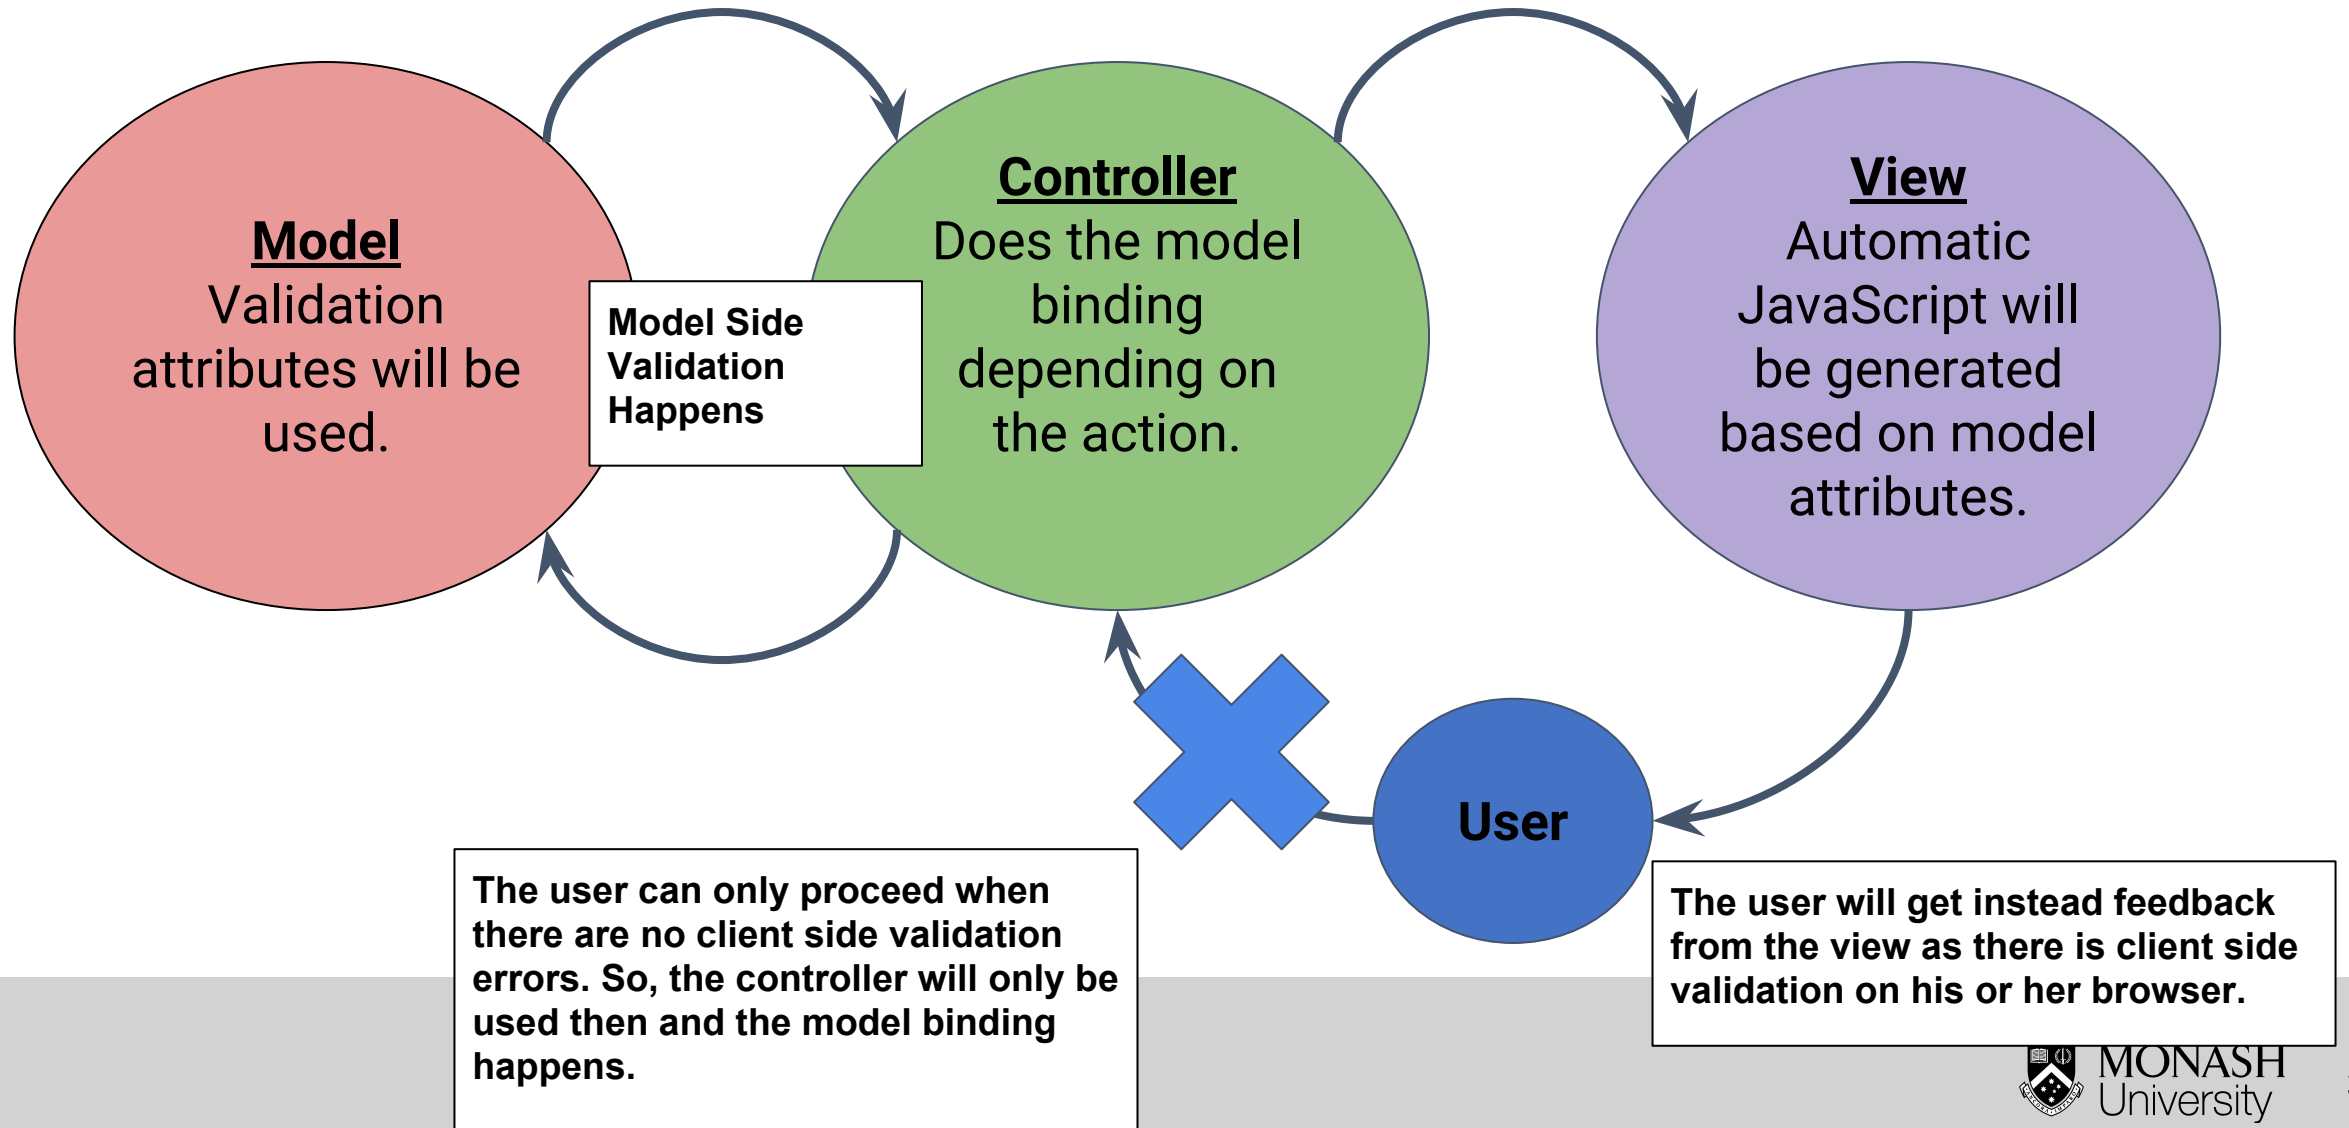 Model
Validation
attributes will be
used.
Model Side
Validation
Happens
Controller
Does the model
binding
depending on
the action.
View
Automatic
JavaScript will
be generated
based on model
attributes.
User
The user can only proceed when
there are no client side validation
errors. So, the controller will only be
used then and the model binding
happens.
The user will get instead feedback
from the view as there is client side
validation on his or her browser.
MONASH
University